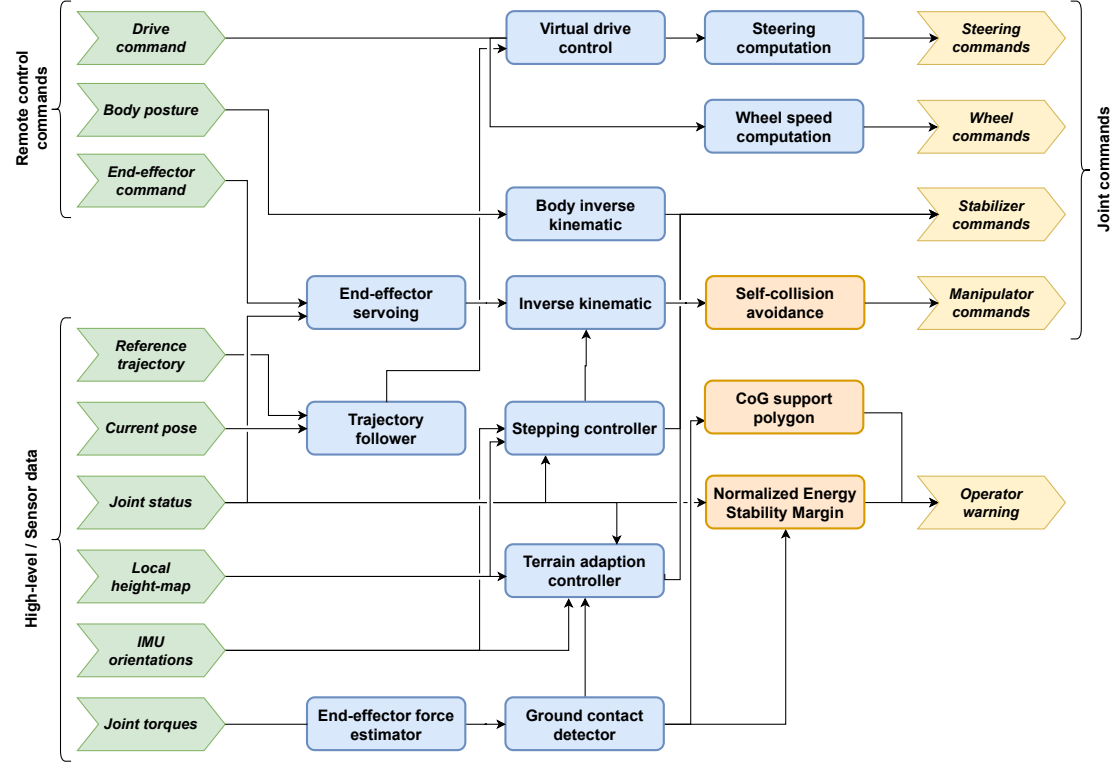 Remote control
commands
High-level / Sensor data
Drive
command
Body posture
End-effector
command
Reference
trajectory
Current pose
Joint status
Local
height-map
IMU
orientations
Joint torques
End-effector
servoing
Trajectory
follower
End-effector force
estimator
Virtual drive
control
Body inverse
kinematic
Inverse kinematic
Stepping controller
Terrain adaption
controller
Ground contact
detector
Steering
computation
Wheel speed
computation
Self-collision
avoidance
CoG support
polygon
Normalized Energy
Stability Margin
Steering
commands
Wheel
commands
Stabilizer
commands
Manipulator
commands
Operator
warning
Joint commands